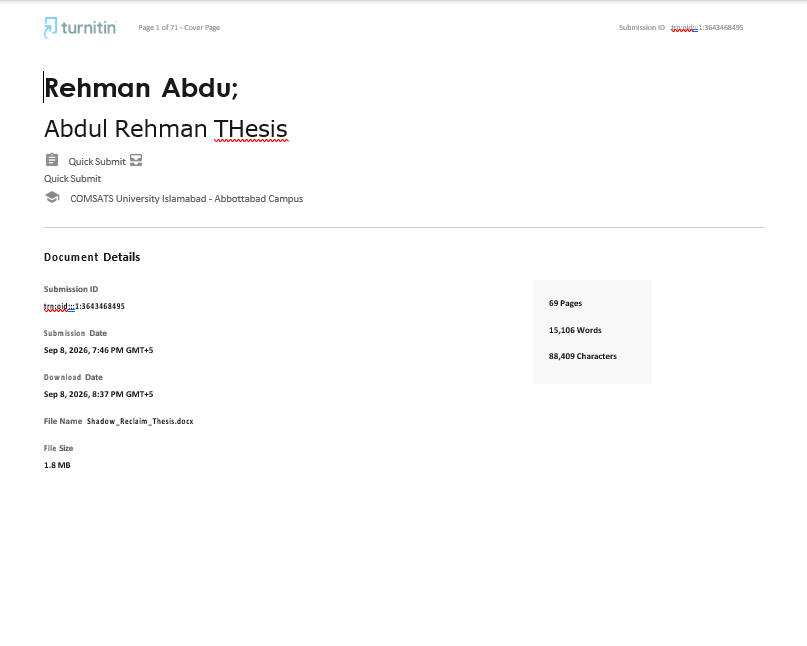 turnitin Page 1 of 71 - Cover Page Submission ID trn:oid:::1:3643468495
Rehman Abdu;
Abdul Rehman THesis
Quick Submit
Quick Submit
COMSATS University Islamabad - Abbottabad Campus
Document Details
Submission ID
trn:oid:::1:3643468495
Submission Date
Sep 8, 2026, 7:46 PM GMT+5
Download Date
Sep 8, 2026, 8:37 PM GMT+5
File Name Shadow_Reclaim_Thesis.docx
File Size
1.8 MB
69 Pages
15,106 Words
88,409 Characters